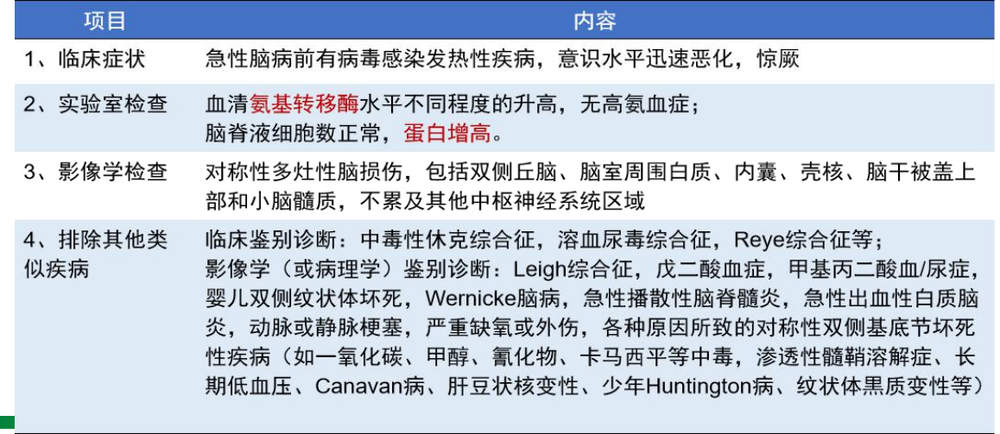 项目 内容
1、临床症状 急性脑病前有病毒感染发热性疾病，意识水平迅速恶化，惊厥
2、实验室检查 血清氨基转移酶水平不同程度的升高，无高氨血症；
脑脊液细胞数正常，蛋白增高。
3、影像学检查 对称性多灶性脑损伤，包括双侧丘脑、脑室周围白质、内囊、壳核、脑干被盖上
部和小脑髓质，不累及其他中枢神经系统区域
4、排除其他类 临床鉴别诊断：中毒性休克综合征，溶血尿毒综合征，Reye综合征等；
似疾病 影像学（或病理学）鉴别诊断：Leigh综合征，戊二酸血症，甲基丙二酸血/尿症，
婴儿双侧纹状体坏死，Wernicke脑病，急性播散性脑脊髓炎，急性出血性白质脑
炎，动脉或静脉梗塞，严重缺氧或外伤，各种原因所致的对称性双侧基底节坏死
性疾病（如一氧化碳、甲醇、氰化物、卡马西平等中毒，渗透性髓鞘溶解症、长
期低血压、Canavan病、肝豆状核变性、少年Huntington病、纹状体黑质变性等）